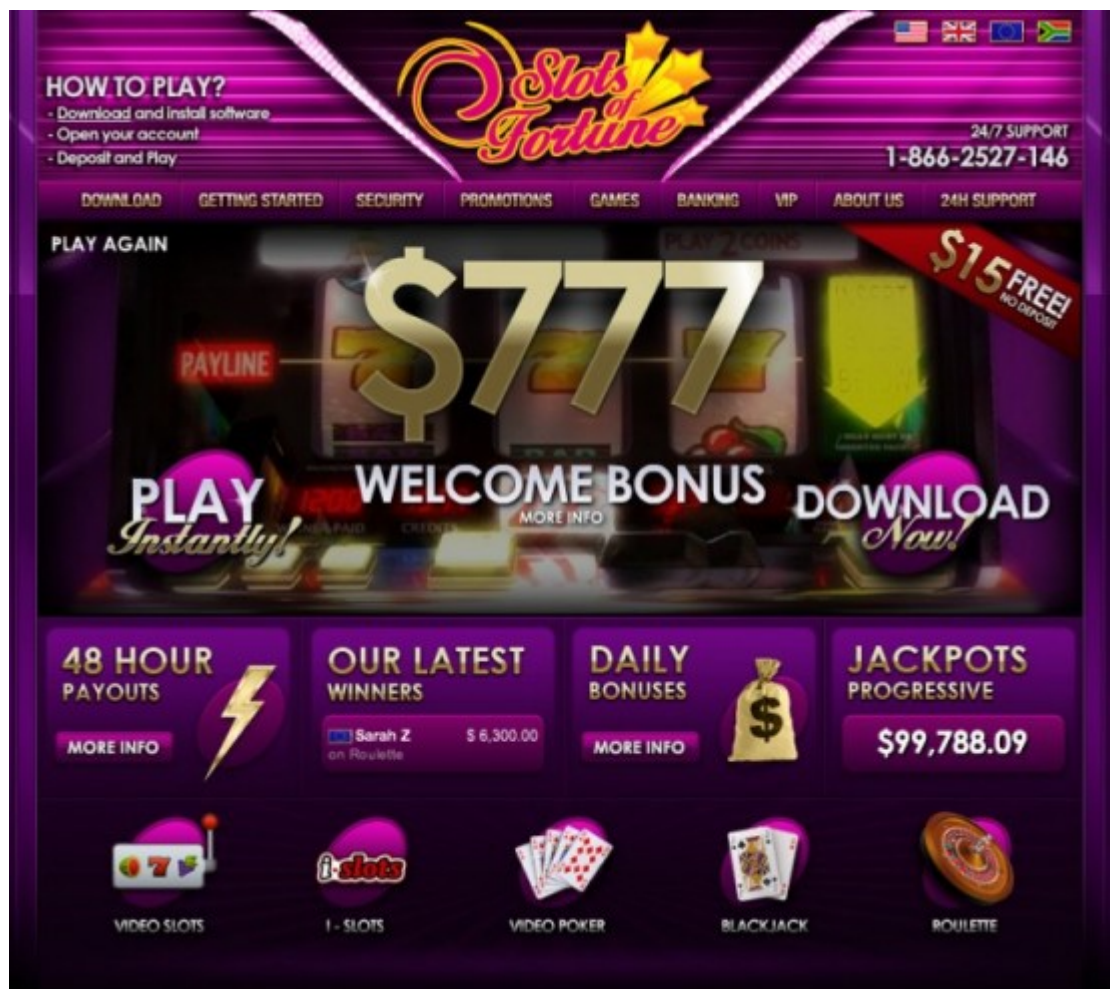 Slots
of
Fortune
HOW TO PLAY?
- Download and install software
- Open your account
- Deposit and Play
24/7 SUPPORT
1-866-2527-146
DOWNLOAD GETTING STARTED SECURITY PROMOTIONS GAMES BANKING VIP ABOUT US 24H SUPPORT
PLAY AGAIN
PLAY 2 COINS
$777
$15 FREE!
NO DEPOSIT
PAYLINE
BAR
WELCOME BONUS
MORE INFO
PLAY
Instantly!
DOWNLOAD
Now!
PAID CREDITS
48 HOUR
PAYOUTS
MORE INFO
OUR LATEST
WINNERS
Sarah Z $ 6,300.00
on Roulette
DAILY
BONUSES
MORE INFO
$
JACKPOTS
PROGRESSIVE
$99,788.09
7
i-slots
VIDEO SLOTS I - SLOTS VIDEO POKER BLACKJACK ROULETTE